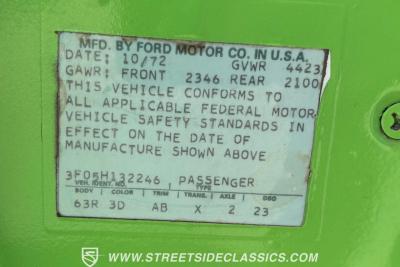 MFD. BY FORD MOTOR CO. IN U.S.A.
DATE: 10/72 GVWR 4423
GAWR: FRONT 2346 REAR 2100
THIS VEHICLE CONFORMS TO
ALL APPLICABLE FEDERAL MOTOR
VEHICLE SAFETY STANDARDS IN
EFFECT ON THE DATE OF
MANUFACTURE SHOWN ABOVE
3F05H132246 PASSENGER
VEH. IDENT. NO. TYPE
BODY COLOR TRIM TRANS. AXLE DSO
63R 3D AB X 2 23
WWW.STREETSIDECLASSICS.COM